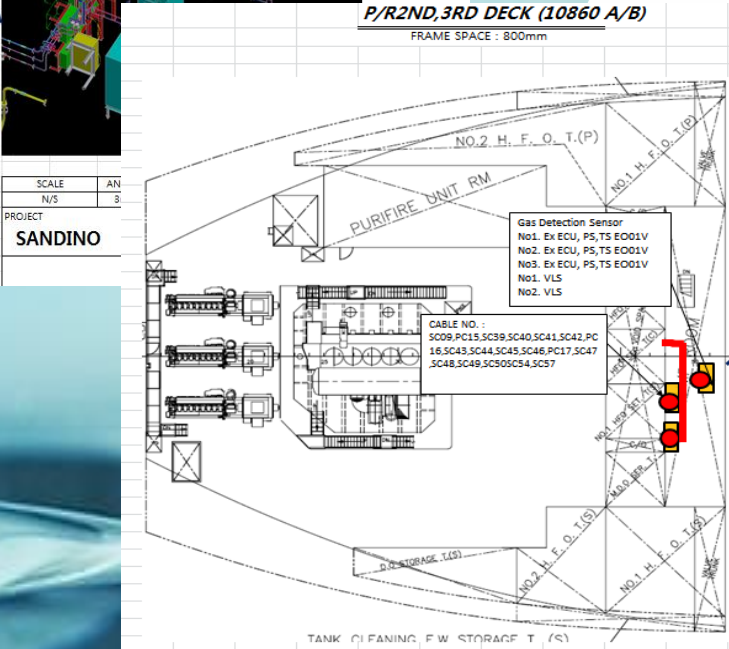 P/R2ND,3RD DECK (10860 A/B)
FRAME SPACE : 800mm
SCALE
AN
N/S
PROJECT
SANDINO
NO.2 H. F. O. T.(P)
NO.1 H. F. O. T.(P)
PURIFIRE UNIT RM
Gas Detection Sensor
No1. Ex ECU, PS,TS EO01V
No2. Ex ECU, PS,TS EO01V
No3. Ex ECU, PS,TS EO01V
No1. VLS
No2. VLS
CABLE NO. :
SC09,PC15,SC39,SC40,SC41,SC42,PC
16,SC43,SC44,SC45,SC46,PC17,SC47
,SC48,SC49,SC50SC54,SC57
M.D.O SER. T.
D.O STORAGE T.(S)
NO.2 H. F. O. T.(S)
NO.1 H. F. O. T.(S)
TANK CLEANING F.W STORAGE T. (S)